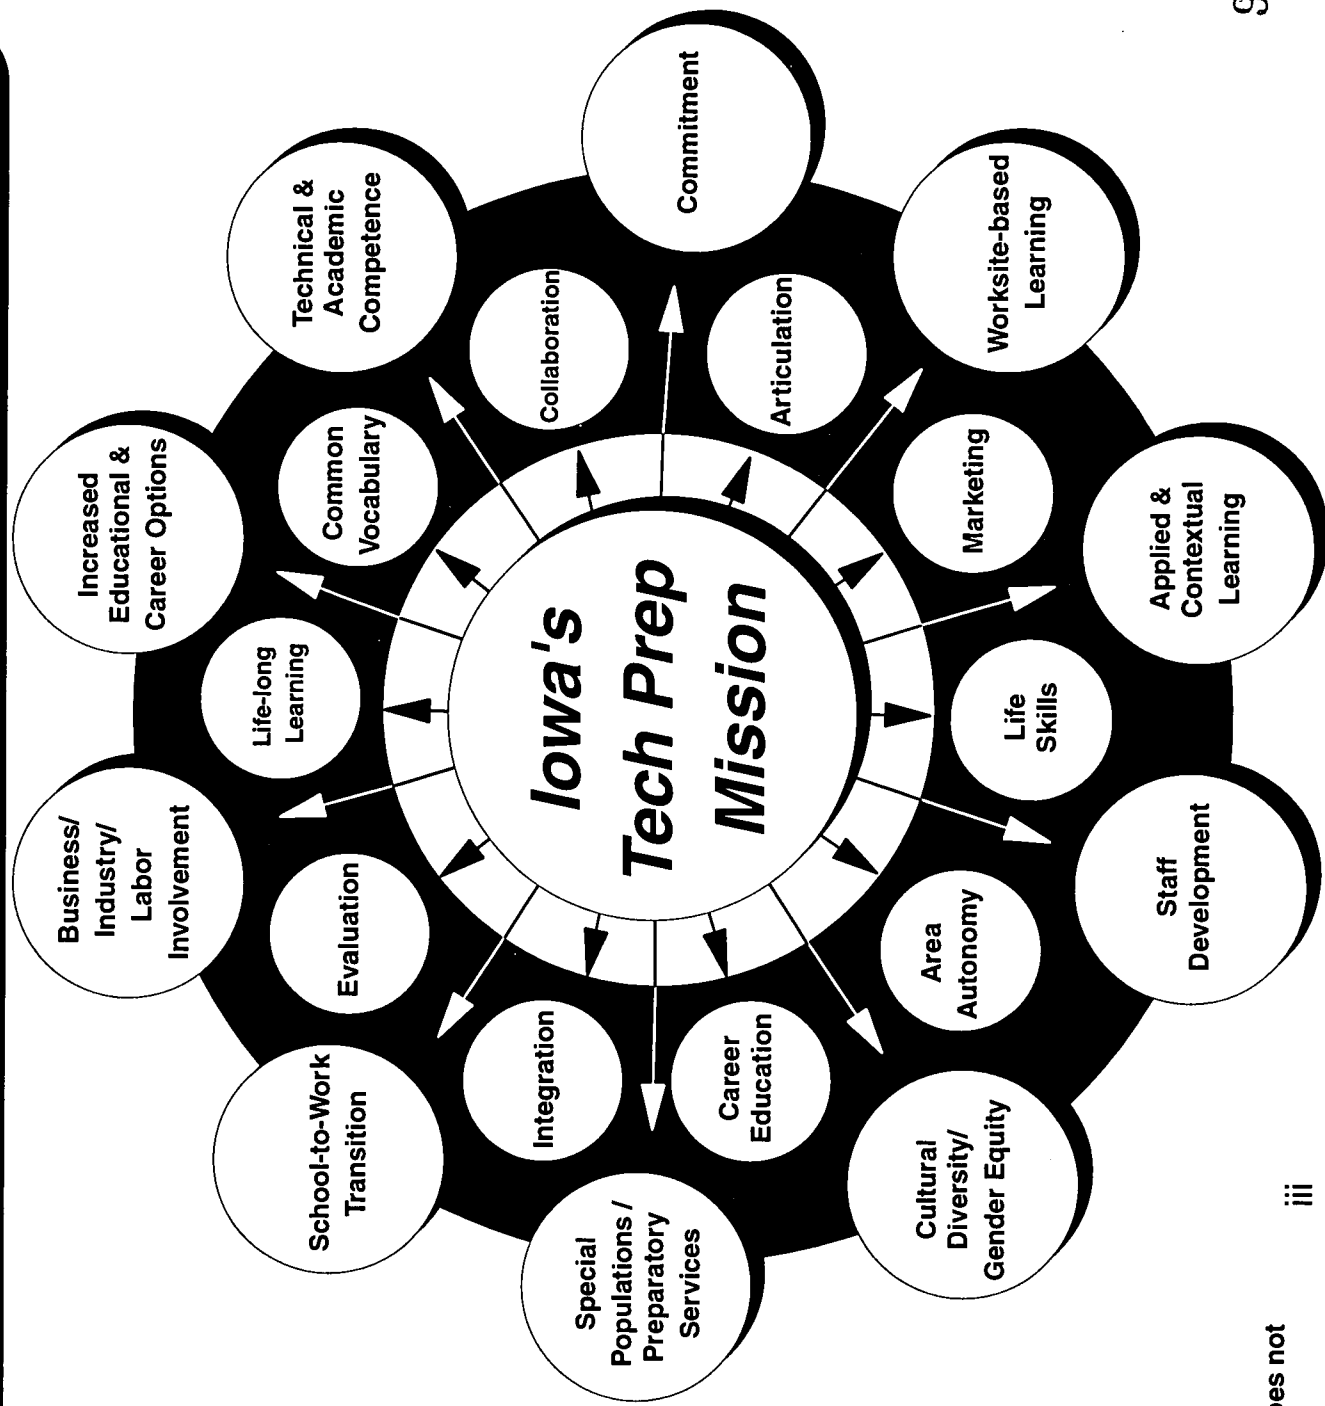 Iowa's
Tech Prep
Mission
Increased
Educational &
Career Options
Technical &
Academic
Competence
Commitment
Worksite-based
Learning
Applied &
Contextual
Learning
Staff
Development
Cultural
Diversity/
Gender Equity
Special
Populations /
Preparatory
Services
School-to-Work
Transition
Business/
Industry/
Labor
Involvement
Life-long
Learning
Common
Vocabulary
Collaboration
Articulation
Marketing
Life
Skills
Area
Autonomy
Career
Education
Integration
Evaluation
iii